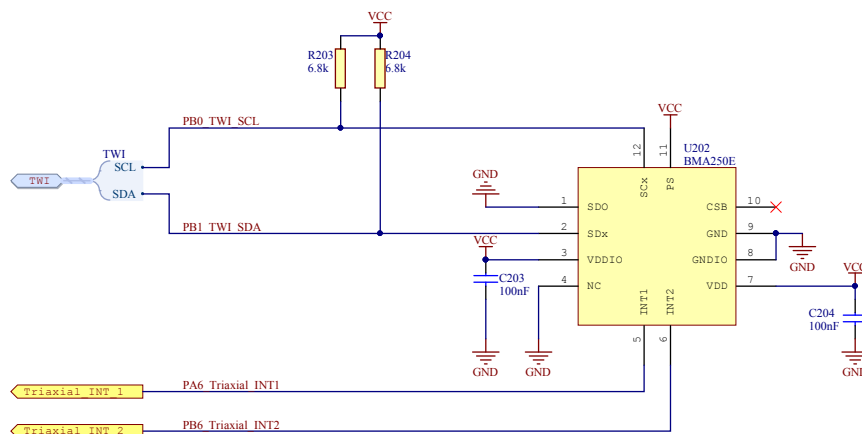 VCC
R203
6.8k
R204
6.8k
PB0_TWI_SCL
VCC
TWI
SCL
TWI
SDA
PB1_TWI_SDA
GND
U202
BMA250E
12
11
SCx
PS
1
SDO
CSB
10
2
SDx
GND
9
VCC
3
VDDIO
GNDIO
8
GND
C203
100nF
4
NC
VDD
7
VCC
INT1
INT2
C204
100nF
5
6
GND
GND
GND
Triaxial_INT_1
PA6_Triaxial_INT1
Triaxial_INT_2
PB6_Triaxial_INT2